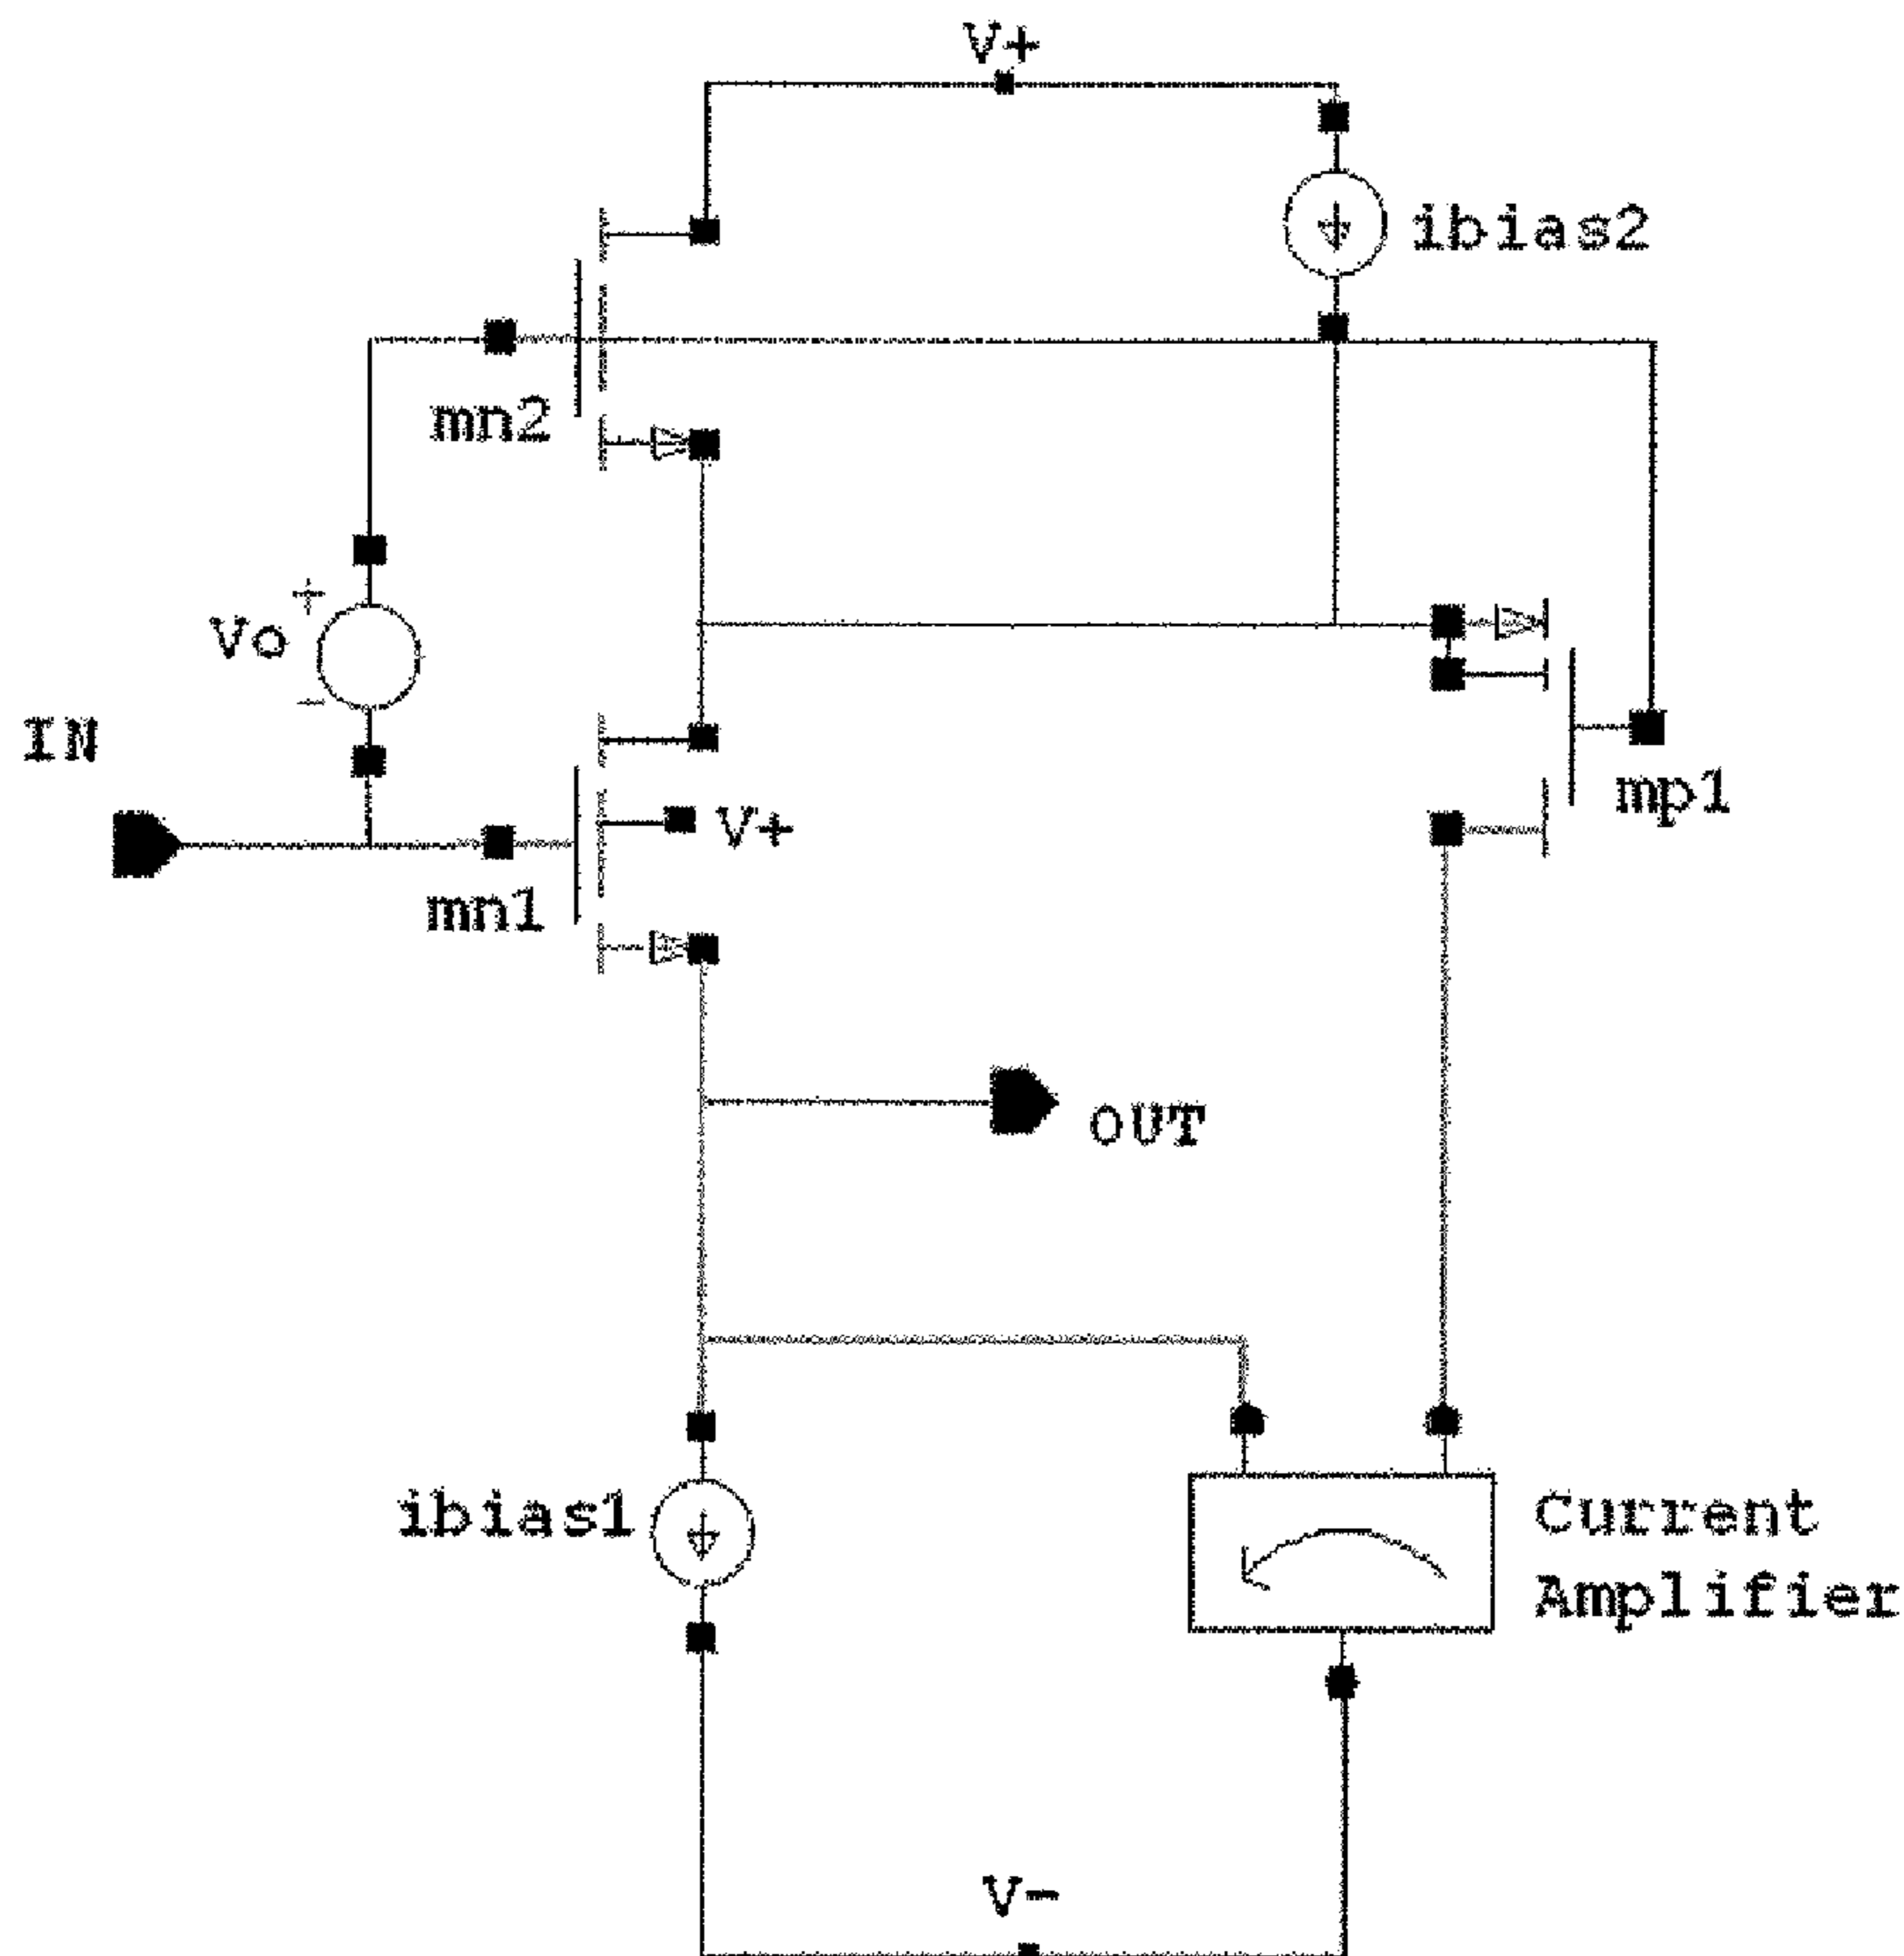 V+
ibias2
mn2
+
Vo
-
IN
V+
mp1
mn1
OUT
ibias1
Current
Amplifier
V-